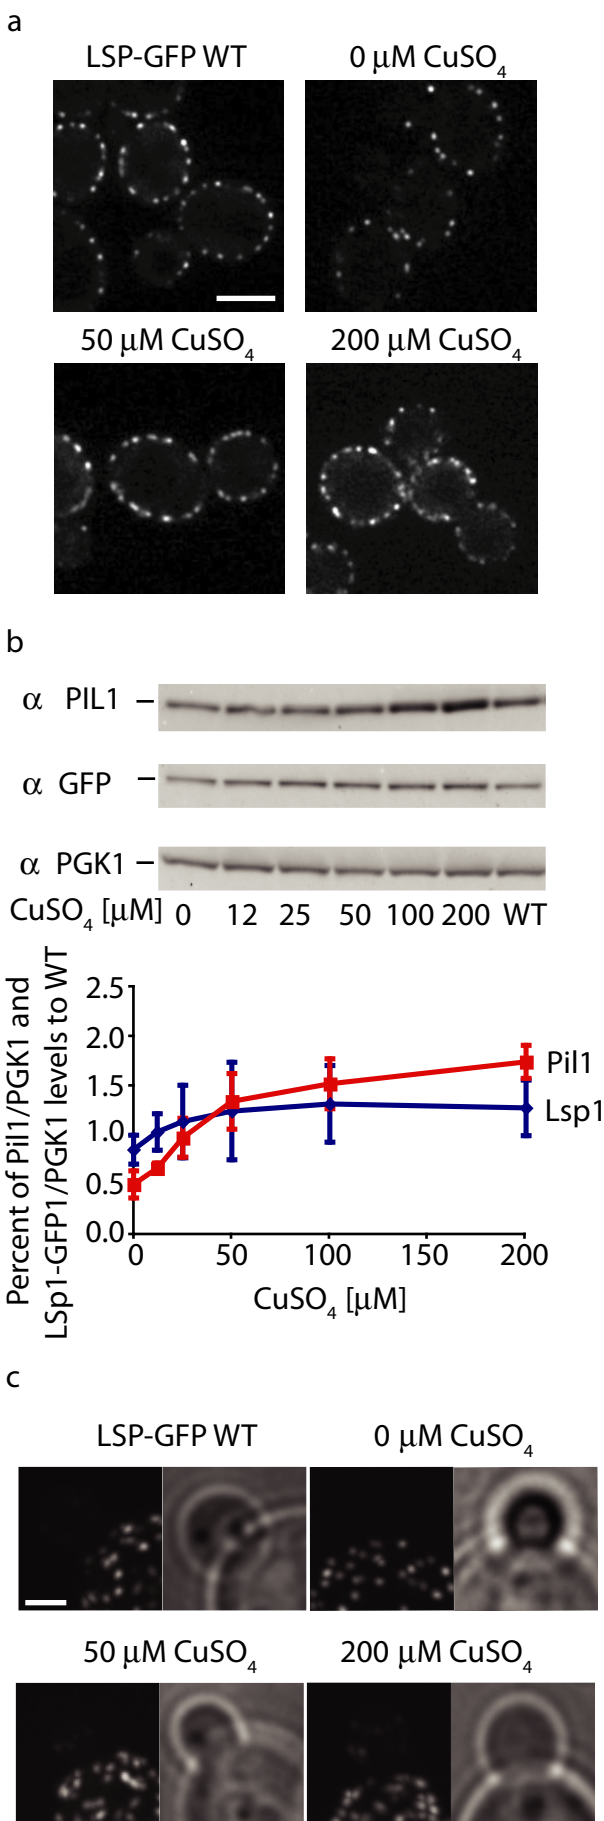 a
LSP-GFP WT 0 µM CuSO4
50 µM CuSO4 200 µM CuSO4
b
α PIL1
α GFP
α PGK1
CuSO4 [µM] 0 12 25 50 100 200 WT
Percent of Pil1/PGK1 and
LSp1-GFP1/PGK1 levels to WT
2.5
2.0
1.5
1.0
0.5
0.0
Pil1
Lsp1
0 50 100 150 200
CuSO4 [µM]
c
LSP-GFP WT 0 µM CuSO4
50 µM CuSO4 200 µM CuSO4